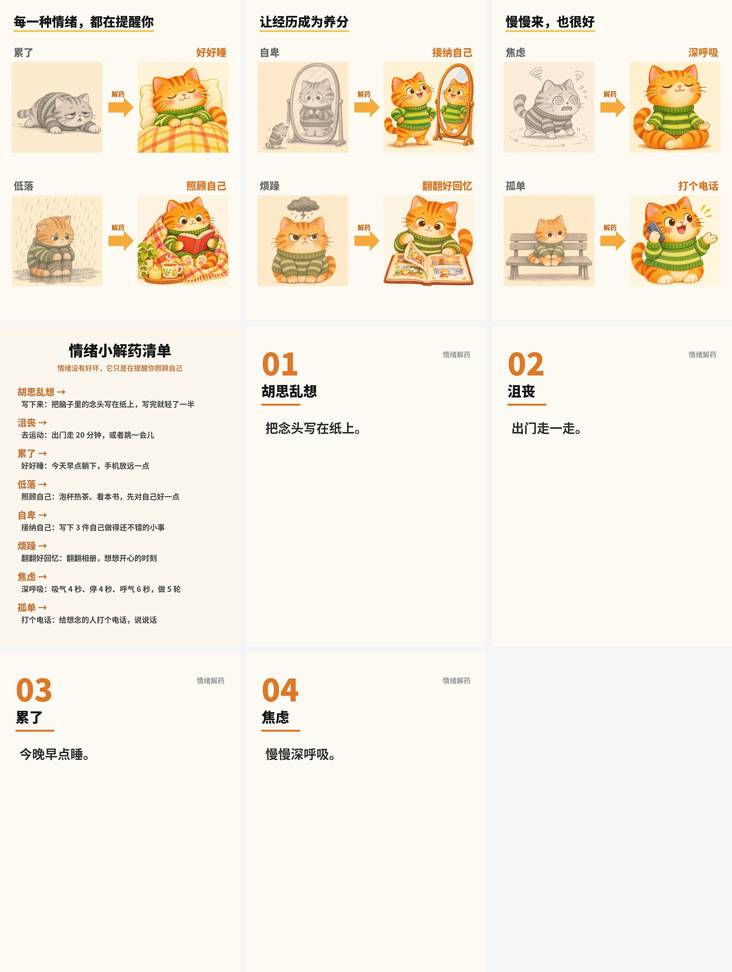 每一种情绪，都在提醒你
累了
好好睡
解药
低落
照顾自己
解药
让经历成为养分
自卑
接纳自己
解药
烦躁
翻翻好回忆
解药
慢慢来，也很好
焦虑
深呼吸
解药
孤单
打个电话
解药
情绪小解药清单
情绪没有好坏，它只是在提醒你照顾自己
胡思乱想 →
写下来：把脑子里的念头写在纸上，写完就轻了一半
沮丧 →
去运动：出门走 20 分钟，或者跳一会儿
累了 →
好好睡：今天早点躺下，手机放远一点
低落 →
照顾自己：泡杯热茶、看本书，先对自己好一点
自卑 →
接纳自己：写下 3 件自己做得还不错的小事
烦躁 →
翻翻好回忆：翻翻相册，想想开心的时刻
焦虑 →
深呼吸：吸气 4 秒、停 4 秒、呼气 6 秒，做 5 轮
孤单 →
打个电话：给想念的人打个电话，说说话
01
情绪解药
胡思乱想
把念头写在纸上。
02
情绪解药
沮丧
出门走一走。
03
情绪解药
累了
今晚早点睡。
04
情绪解药
焦虑
慢慢深呼吸。